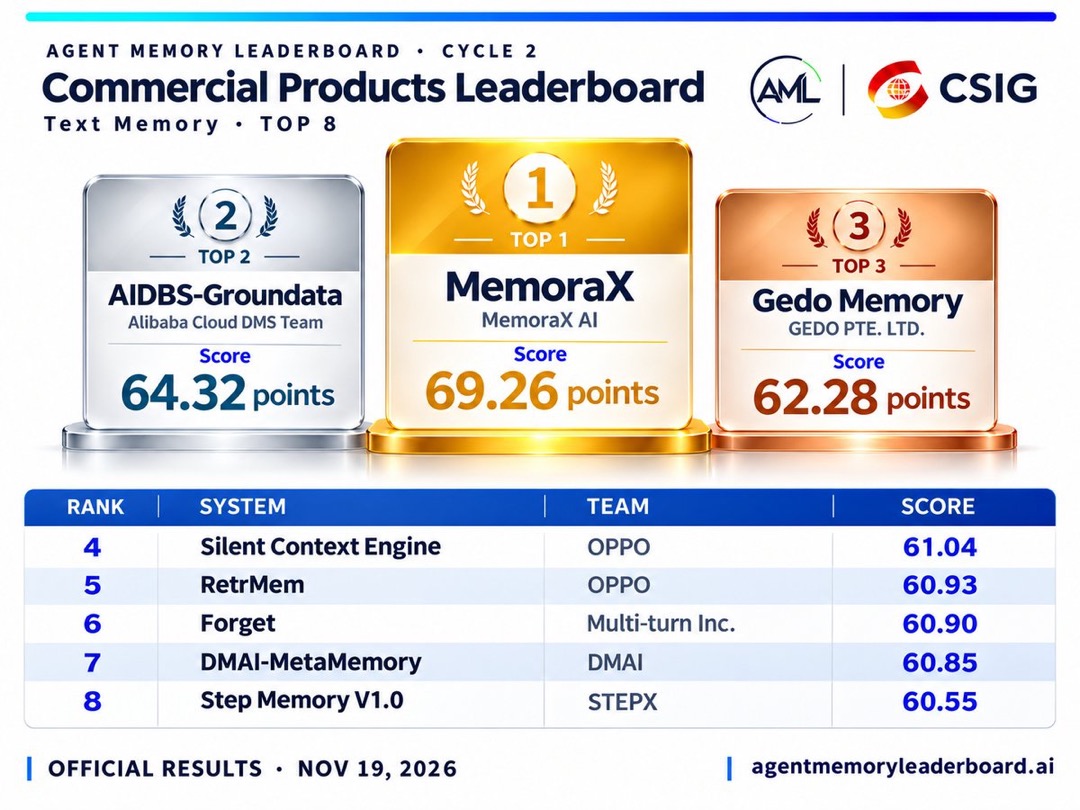 AGENT MEMORY LEADERBOARD • CYCLE 2
Commercial Products Leaderboard
Text Memory • TOP 8
AML
CSIG
2
TOP 2
AIDBS-Groundata
Alibaba Cloud DMS Team
Score
64.32 points
1
TOP 1
MemoraX
MemoraX AI
Score
69.26 points
3
TOP 3
Gedo Memory
GEDO PTE. LTD.
Score
62.28 points
RANK SYSTEM TEAM SCORE
4 Silent Context Engine OPPO 61.04
5 RetrMem OPPO 60.93
6 Forget Multi-turn Inc. 60.90
7 DMAI-MetaMemory DMAI 60.85
8 Step Memory V1.0 STEPX 60.55
OFFICIAL RESULTS • NOV 19, 2026
agentmemoryleaderboard.ai